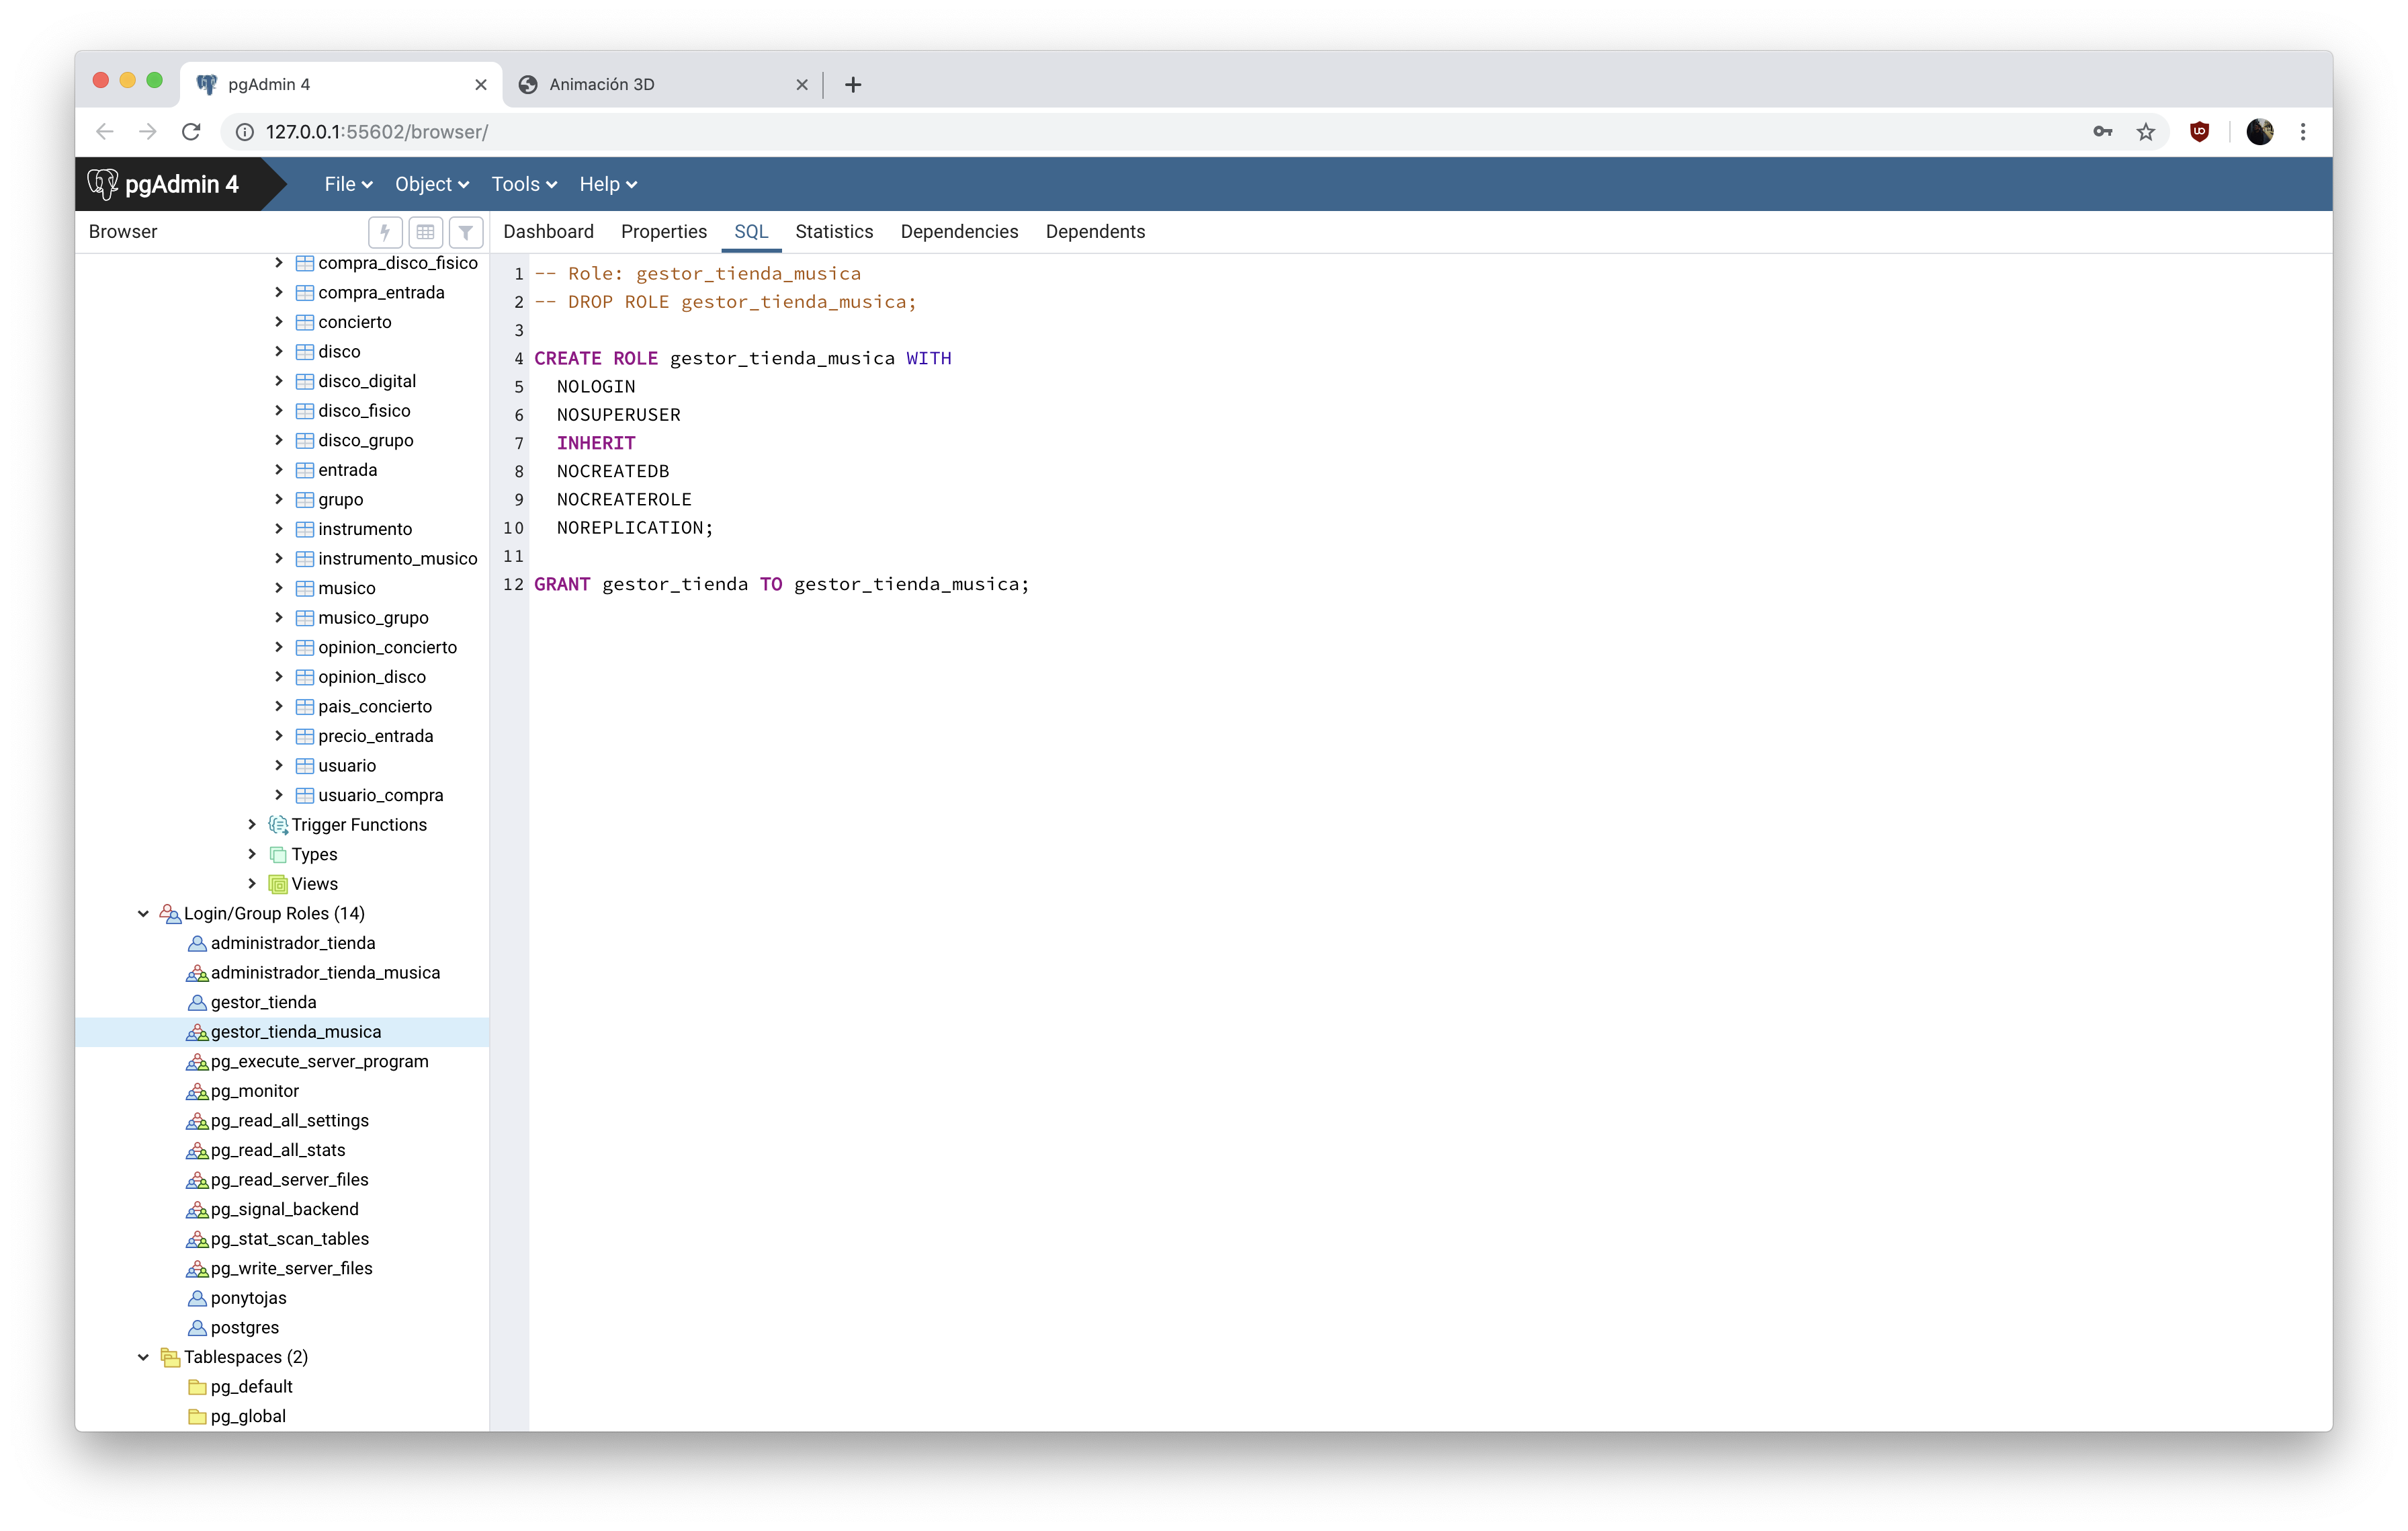 pgAdmin 4
Animación 3D
127.0.0.1:55602/browser/
pgAdmin 4
File
Object
Tools
Help
Browser
Dashboard
Properties
SQL
Statistics
Dependencies
Dependents
compra_disco_fisico
compra_entrada
concierto
disco
disco_digital
disco_fisico
disco_grupo
entrada
grupo
instrumento
instrumento_musico
musico
musico_grupo
opinion_concierto
opinion_disco
pais_concierto
precio_entrada
usuario
usuario_compra
Trigger Functions
Types
Views
Login/Group Roles (14)
administrador_tienda
administrador_tienda_musica
gestor_tienda
gestor_tienda_musica
pg_execute_server_program
pg_monitor
pg_read_all_settings
pg_read_all_stats
pg_read_server_files
pg_signal_backend
pg_stat_scan_tables
pg_write_server_files
ponytojas
postgres
Tablespaces (2)
pg_default
pg_global
1 -- Role: gestor_tienda_musica
2 -- DROP ROLE gestor_tienda_musica;
3
4 CREATE ROLE gestor_tienda_musica WITH
5 NOLOGIN
6 NOSUPERUSER
7 INHERIT
8 NOCREATEDB
9 NOCREATEROLE
10 NOREPLICATION;
11
12 GRANT gestor_tienda TO gestor_tienda_musica;